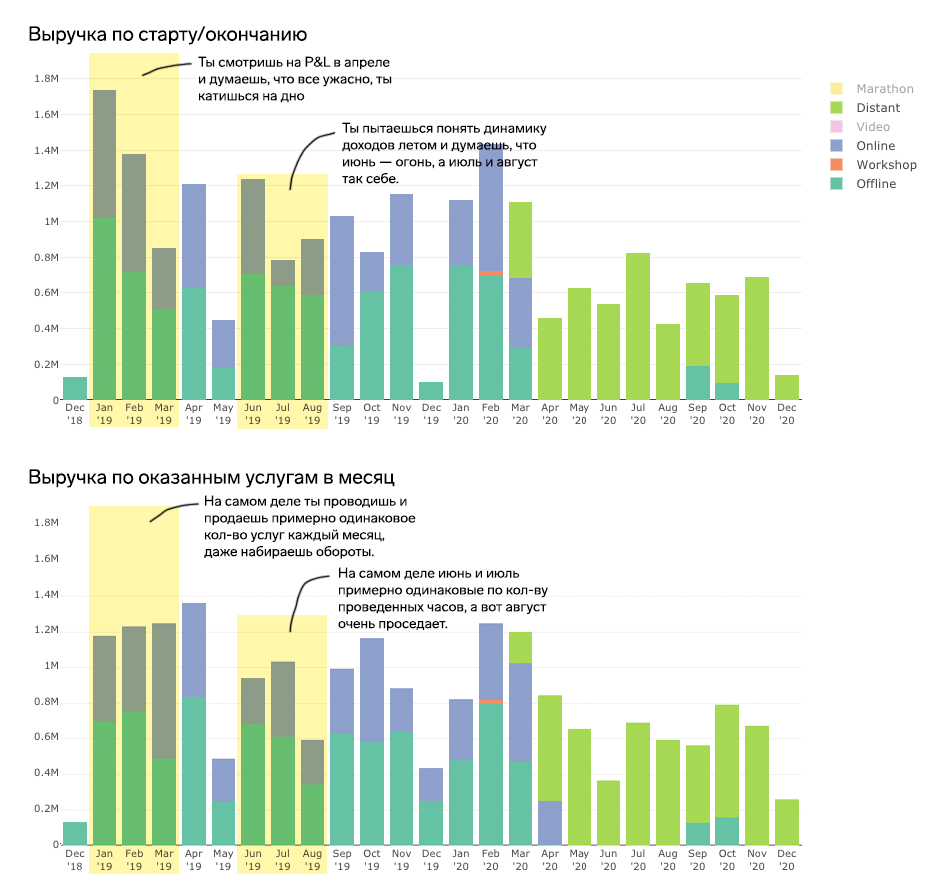 Выручка по старту/окончанию
Ты смотришь на P&L в апреле
и думаешь, что все ужасно, ты
катишься на дно
Ты пытаешься понять динамику
доходов летом и думаешь, что
июнь — огонь, а июль и август
так себе.
1.8M
1.6M
1.4M
1.2M
1M
0.8M
0.6M
0.4M
0.2M
0
Dec Jan Feb Mar Apr May Jun Jul Aug Sep Oct Nov Dec Jan Feb Mar Apr May Jun Jul Aug Sep Oct Nov Dec
'18 '19 '19 '19 '19 '19 '19 '19 '19 '19 '19 '19 '19 '20 '20 '20 '20 '20 '20 '20 '20 '20 '20 '20 '20
Marathon
Distant
Video
Online
Workshop
Offline
Выручка по оказанным услугам в месяц
На самом деле ты проводишь и
продаешь примерно одинаковое
кол-во услуг каждый месяц,
даже набираешь обороты.
На самом деле июнь и июль
примерно одинаковые по кол-ву
проведенных часов, а вот август
очень проседает.
1.8M
1.6M
1.4M
1.2M
1M
0.8M
0.6M
0.4M
0.2M
0
Dec Jan Feb Mar Apr May Jun Jul Aug Sep Oct Nov Dec Jan Feb Mar Apr May Jun Jul Aug Sep Oct Nov Dec
'18 '19 '19 '19 '19 '19 '19 '19 '19 '19 '19 '19 '19 '20 '20 '20 '20 '20 '20 '20 '20 '20 '20 '20 '20